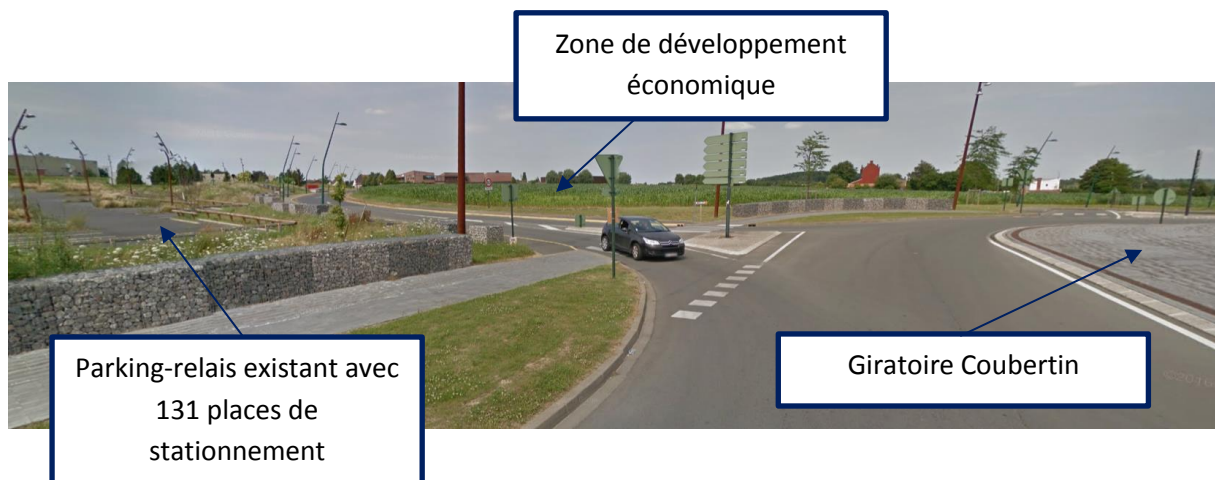 Zone de développement
économique
Parking-relais existant avec
131 places de
stationnement
Giratoire Coubertin